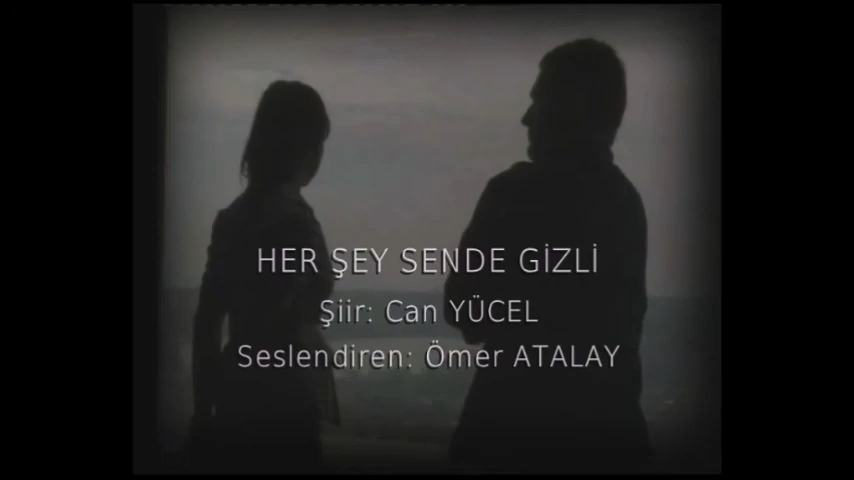 HER ŞEY SENDE GİZLİ
Şiir: Can YÜCEL
Seslendiren: Ömer ATALAY